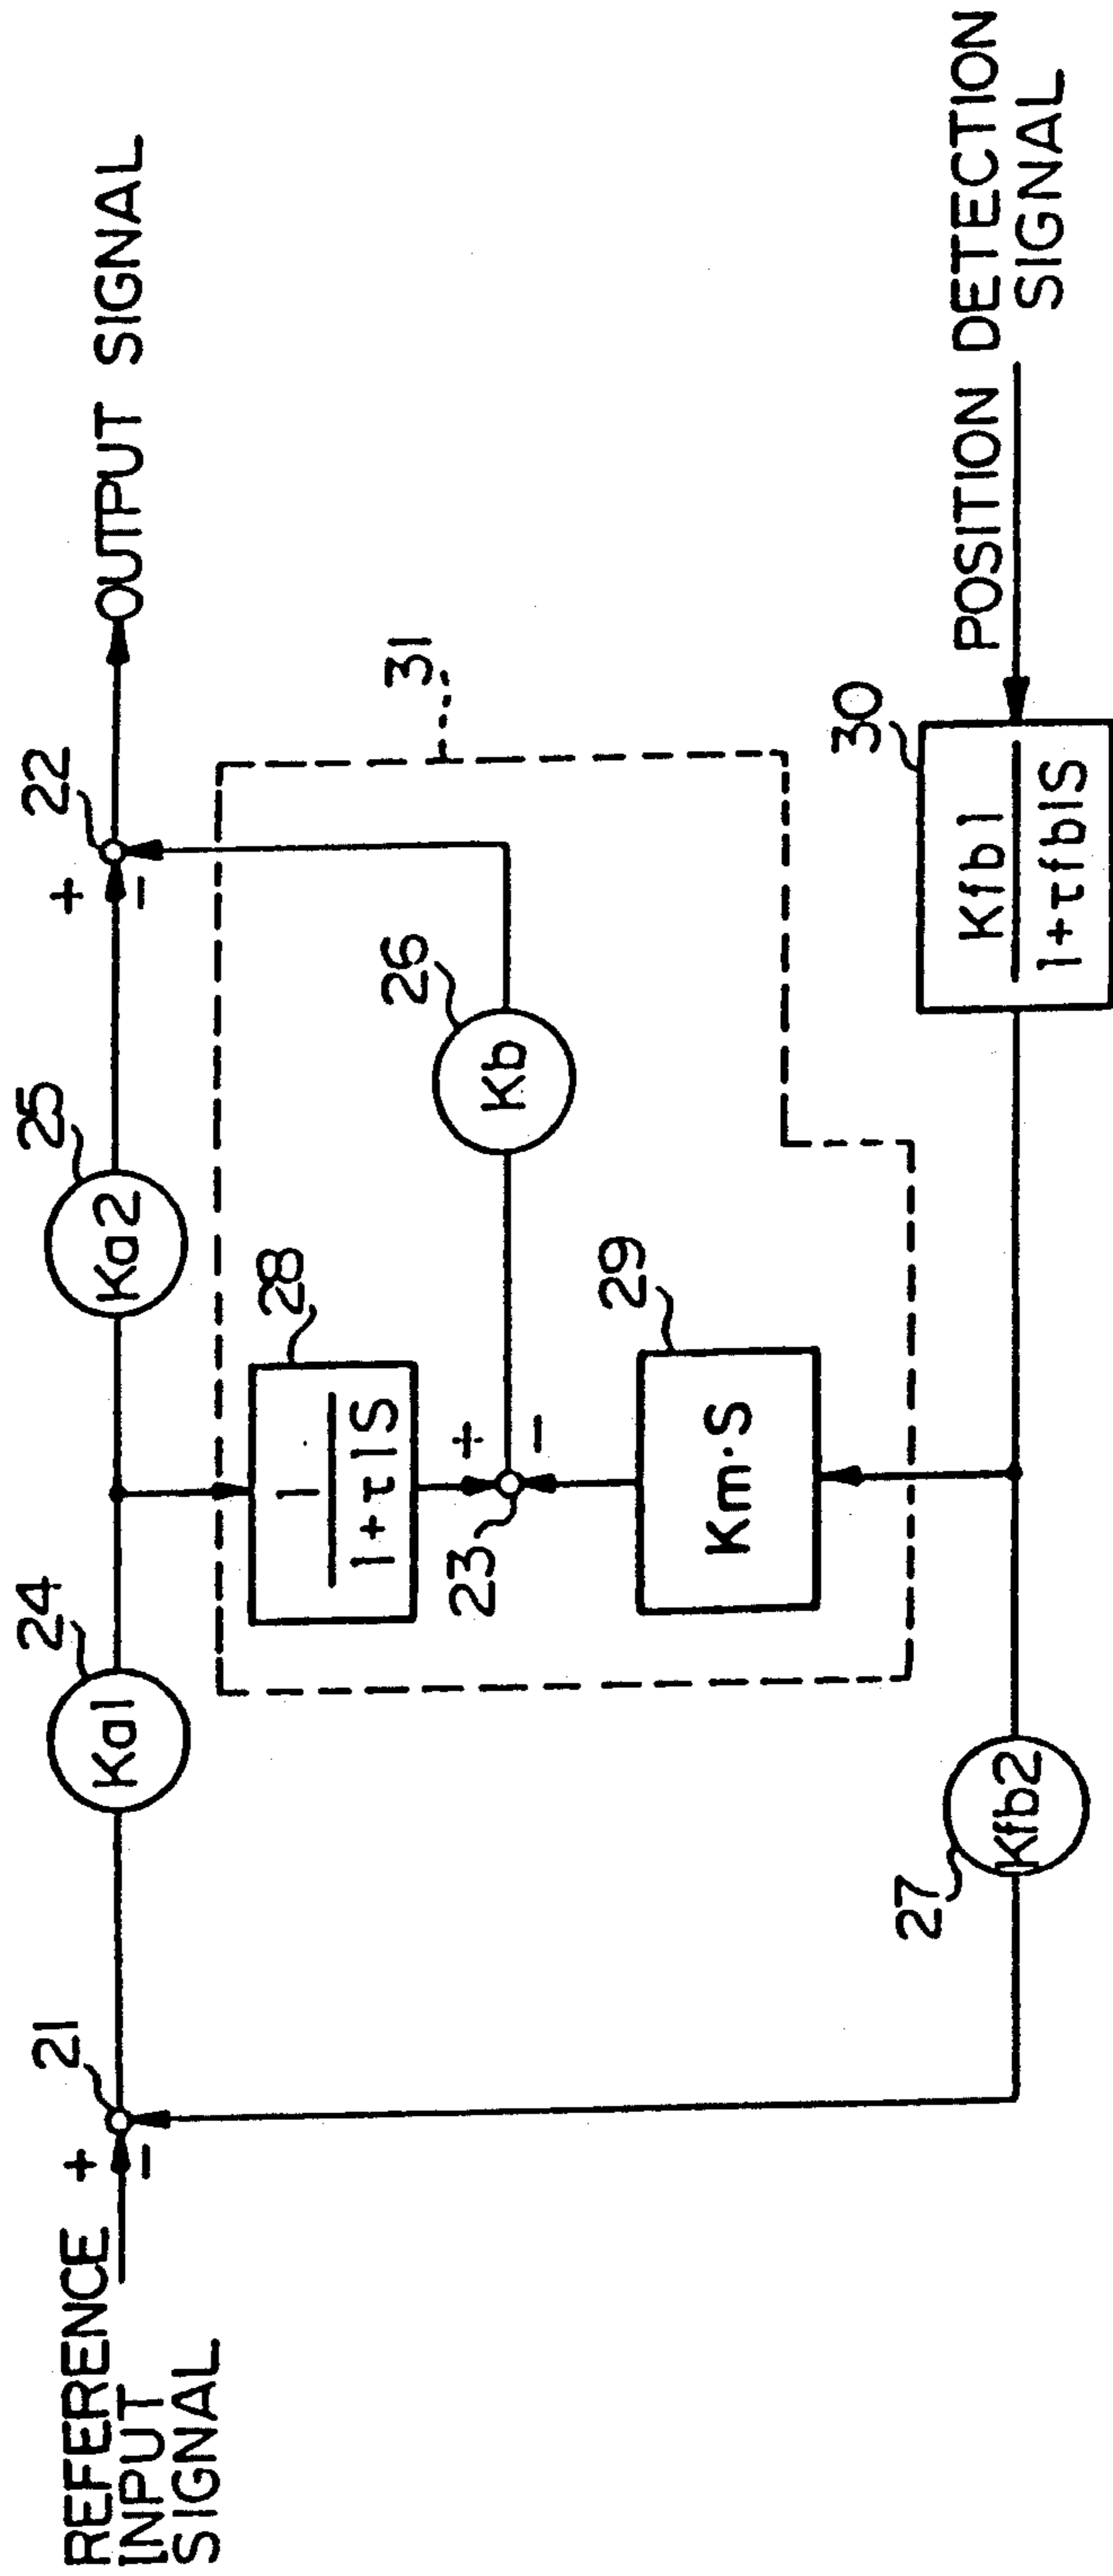 REFERENCE
INPUT
SIGNAL
+
−
21
24
Ka1
25
Ka2
+
−
22
OUTPUT SIGNAL
28
1
1+τ1S
31
23
+
−
26
Kb
29
Km·S
27
Kfb2
30
Kfb1
1+τfb1S
POSITION DETECTION
SIGNAL